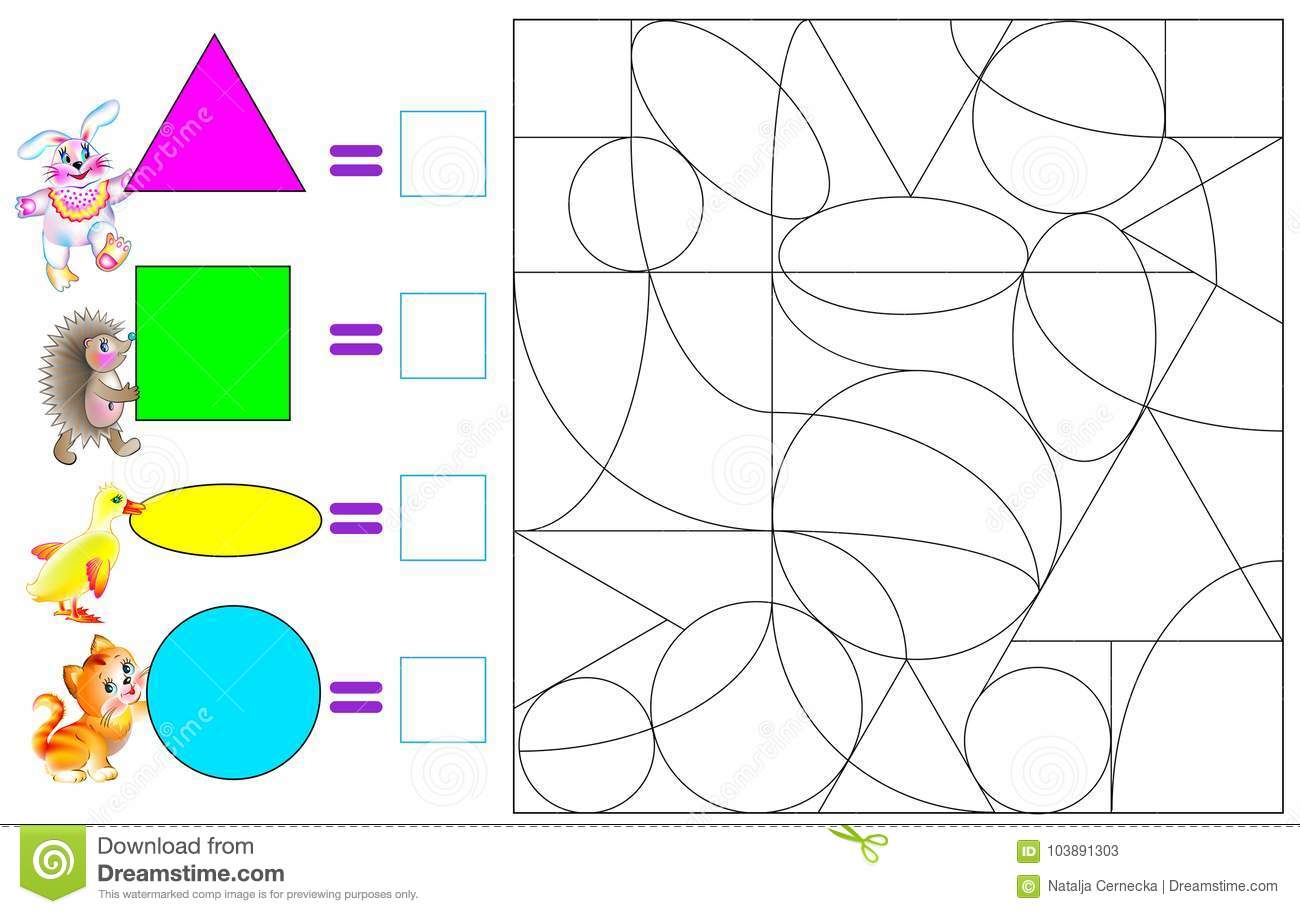 Download from
Dreamstime.com
This watermarked comp image is for previewing purposes only.
ID 103891303
© Natalja Cernecka | Dreamstime.com